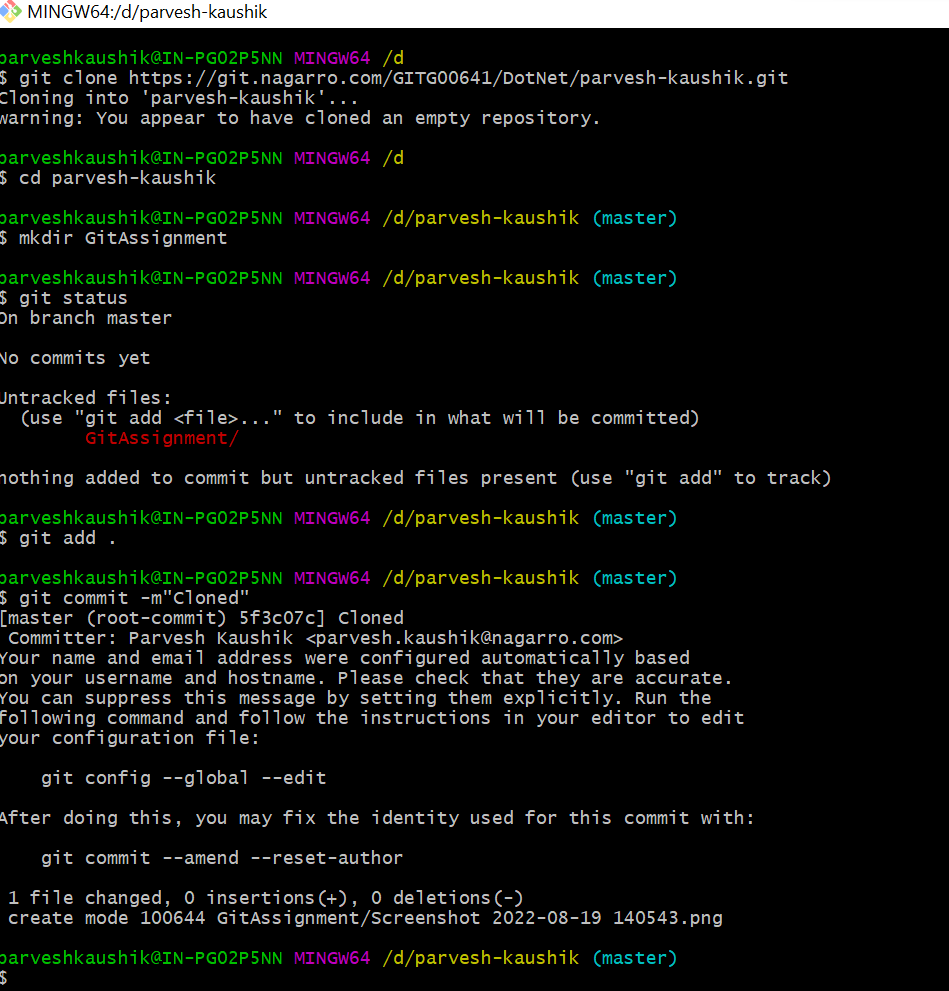 MINGW64:/d/parvesh-kaushik
parveshkaushik@IN-PG02P5NN MINGW64 /d
$ git clone https://git.nagarro.com/GITG00641/DotNet/parvesh-kaushik.git
Cloning into 'parvesh-kaushik'...
warning: You appear to have cloned an empty repository.
parveshkaushik@IN-PG02P5NN MINGW64 /d
$ cd parvesh-kaushik
parveshkaushik@IN-PG02P5NN MINGW64 /d/parvesh-kaushik (master)
$ mkdir GitAssignment
parveshkaushik@IN-PG02P5NN MINGW64 /d/parvesh-kaushik (master)
$ git status
On branch master
No commits yet
Untracked files:
  (use "git add <file>..." to include in what will be committed)
        GitAssignment/
nothing added to commit but untracked files present (use "git add" to track)
parveshkaushik@IN-PG02P5NN MINGW64 /d/parvesh-kaushik (master)
$ git add .
parveshkaushik@IN-PG02P5NN MINGW64 /d/parvesh-kaushik (master)
$ git commit -m"Cloned"
[master (root-commit) 5f3c07c] Cloned
 Committer: Parvesh Kaushik <parvesh.kaushik@nagarro.com>
Your name and email address were configured automatically based
on your username and hostname. Please check that they are accurate.
You can suppress this message by setting them explicitly. Run the
following command and follow the instructions in your editor to edit
your configuration file:
    git config --global --edit
After doing this, you may fix the identity used for this commit with:
    git commit --amend --reset-author
 1 file changed, 0 insertions(+), 0 deletions(-)
 create mode 100644 GitAssignment/Screenshot 2022-08-19 140543.png
parveshkaushik@IN-PG02P5NN MINGW64 /d/parvesh-kaushik (master)
$